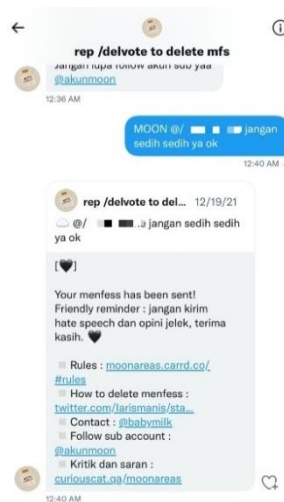 rep /delvote to delete mfs
jangan lupa follow akun sub yaa
@akunmoon
12:36 AM
MOON @/ jangan
sedih sedih ya ok
12:40 AM
rep /delvote to del... 12/19/21
@/ jangan sedih sedih
ya ok
[🖤]
Your menfess has been sent!
Friendly reminder : jangan kirim
hate speech dan opini jelek, terima
kasih. 🖤
Rules : moonareas.carrd.co/
#rules
How to delete menfess :
twitter.com/larismanis/sta...
Contact : @babymilk
Follow sub account :
@akunmoon
Kritik dan saran :
curiouscat.qa/moonareas
12:40 AM